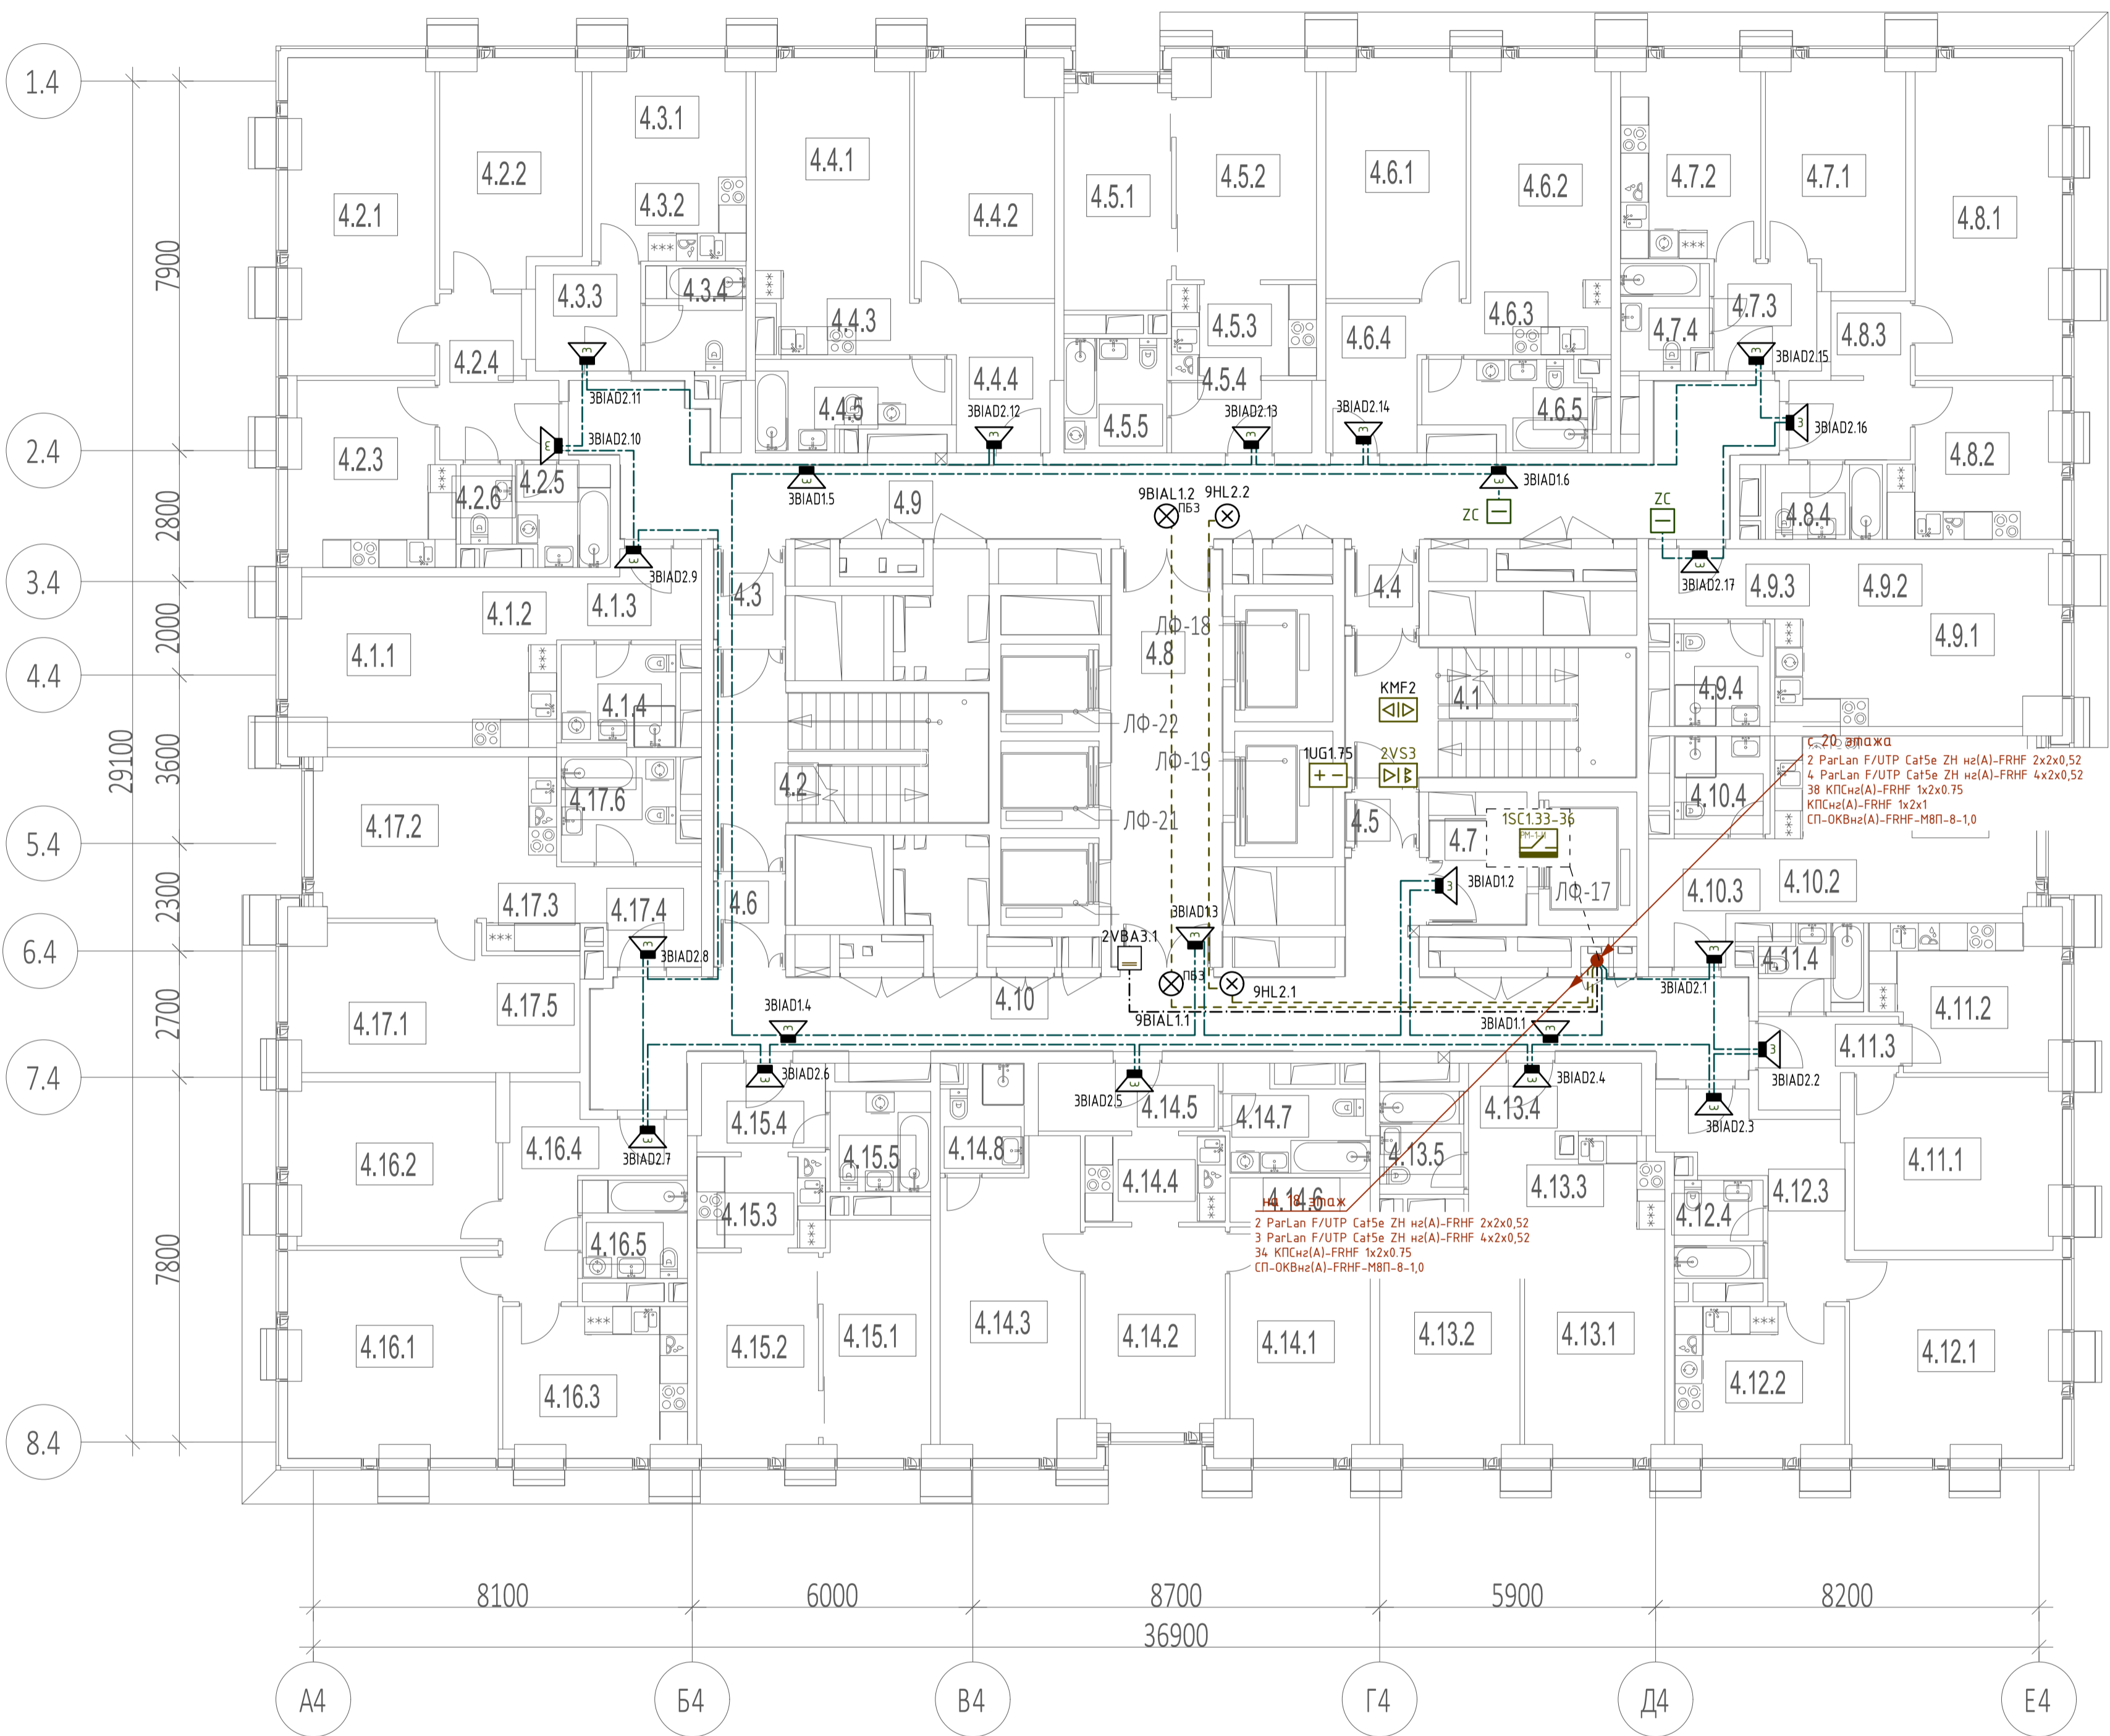 1.4
2.4
3.4
4.4
5.4
6.4
7.4
8.4
29100
7900
2800
2000
3600
2300
2700
7800
4.2.1
4.2.2
4.3.1
4.3.2
4.3.3
4.3.4
4.4.1
4.4.2
4.4.3
4.4.4
4.4.5
4.5.1
4.5.2
4.5.3
4.5.4
4.5.5
4.6.1
4.6.2
4.6.3
4.6.4
4.6.5
4.7.2
4.7.1
4.7.3
4.7.4
4.8.1
4.8.3
4.8.2
4.8.4
4.2.4
4.2.3
4.2.6
4.2.5
3BIAD2.11
3BIAD2.10
3BIAD2.12
3BIAD2.13
3BIAD2.14
3BIAD2.15
3BIAD2.16
3BIAD1.5
3BIAD1.6
3BIAD2.9
3BIAD2.17
4.9
9BIAL1.2
ПБЗ
9HL2.2
ZC
ZC
4.1.1
4.1.2
4.1.3
4.1.4
4.3
4.4
4.8
4.1
4.2
ЛФ-18
ЛФ-22
ЛФ-19
ЛФ-21
KMF2
1UG1.75
2VS3
4.5
4.7
1SC1.33-36
РМ-1-И
ЛФ-17
4.9.3
4.9.2
4.9.1
4.9.4
4.10.4
4.10.3
4.10.2
с 20 этажа
2 ParLan F/UTP Cat5e ZH нг(А)-FRHF 2x2x0,52
4 ParLan F/UTP Cat5e ZH нг(А)-FRHF 4x2x0,52
38 КПСнг(А)-FRHF 1x2x0.75
КПСнг(А)-FRHF 1x2x1
СП-ОКВнг(А)-FRHF-М8П-8-1,0
4.17.2
4.17.6
4.17.3
4.17.4
4.17.1
4.17.5
4.6
4.10
3BIAD2.8
3BIAD1.2
3BIAD1.3
2VBA3.1
ПБЗ
9HL2.1
9BIAL1.1
3BIAD1.4
3BIAD1.1
3BIAD2.1
3BIAD2.2
3BIAD2.3
3BIAD2.4
3BIAD2.5
3BIAD2.6
3BIAD2.7
4.11.4
4.11.2
4.11.3
4.11.1
4.16.2
4.16.4
4.16.5
4.16.1
4.16.3
4.15.4
4.15.5
4.15.3
4.15.2
4.15.1
4.14.8
4.14.5
4.14.7
4.14.4
4.14.6
4.14.3
4.14.2
4.14.1
4.13.4
4.13.5
4.13.3
4.13.2
4.13.1
4.12.3
4.12.4
4.12.2
4.12.1
на 18 этаж
2 ParLan F/UTP Cat5e ZH нг(А)-FRHF 2x2x0,52
3 ParLan F/UTP Cat5e ZH нг(А)-FRHF 4x2x0,52
34 КПСнг(А)-FRHF 1x2x0.75
СП-ОКВнг(А)-FRHF-М8П-8-1,0
8100
6000
8700
5900
8200
36900
А4
Б4
В4
Г4
Д4
Е4